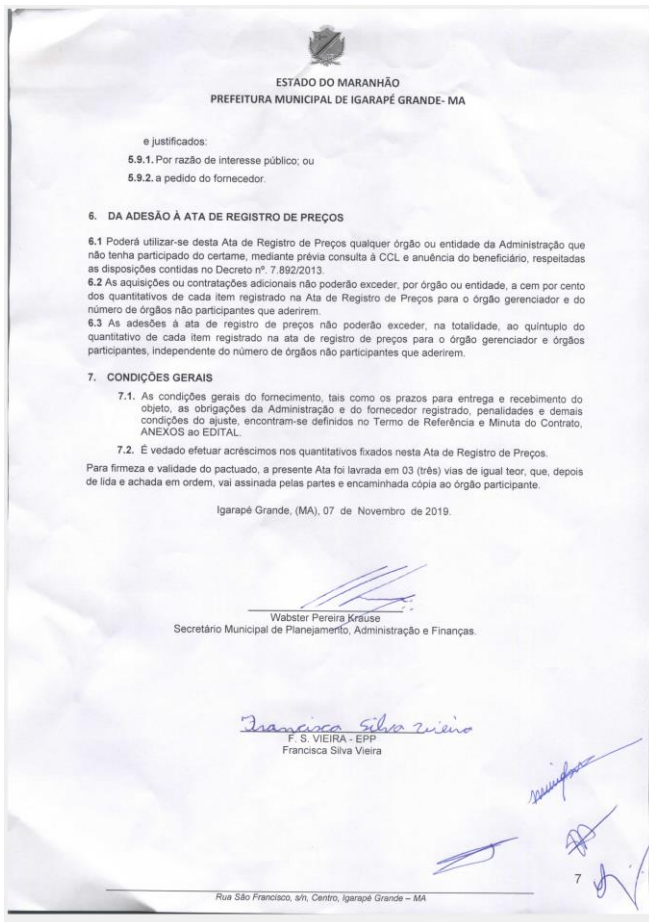 ESTADO DO MARANHÃO
PREFEITURA MUNICIPAL DE IGARAPÉ GRANDE- MA
e justificados:
5.9.1. Por razão de interesse público; ou
5.9.2. a pedido do fornecedor.
6. DA ADESÃO À ATA DE REGISTRO DE PREÇOS
6.1 Poderá utilizar-se desta Ata de Registro de Preços qualquer órgão ou entidade da Administração que
não tenha participado do certame, mediante prévia consulta à CCL e anuência do beneficiário, respeitadas
as disposições contidas no Decreto nº. 7.892/2013.
6.2 As aquisições ou contratações adicionais não poderão exceder, por órgão ou entidade, a cem por cento
dos quantitativos de cada item registrado na Ata de Registro de Preços para o órgão gerenciador e do
número de órgãos não participantes que aderirem.
6.3 As adesões à ata de registro de preços não poderão exceder, na totalidade, ao quíntuplo do
quantitativo de cada item registrado na ata de registro de preços para o órgão gerenciador e órgãos
participantes, independente do número de órgãos não participantes que aderirem.
7. CONDIÇÕES GERAIS
7.1. As condições gerais do fornecimento, tais como os prazos para entrega e recebimento do
objeto, as obrigações da Administração e do fornecedor registrado, penalidades e demais
condições do ajuste, encontram-se definidos no Termo de Referência e Minuta do Contrato,
ANEXOS ao EDITAL.
7.2. É vedado efetuar acréscimos nos quantitativos fixados nesta Ata de Registro de Preços.
Para firmeza e validade do pactuado, a presente Ata foi lavrada em 03 (três) vias de igual teor, que, depois
de lida e achada em ordem, vai assinada pelas partes e encaminhada cópia ao órgão participante.
Igarapé Grande, (MA), 07 de Novembro de 2019.
Wabster Pereira Krause
Secretário Municipal de Planejamento, Administração e Finanças.
Francisca Silva Vieira
F. S. VIEIRA - EPP
Francisca Silva Vieira
7
Rua São Francisco, s/n, Centro, Igarapé Grande – MA